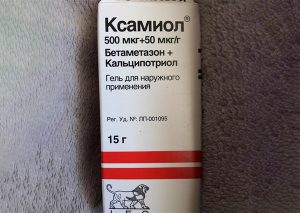 Ксамиол®
500 мкг+50 мкг/г
Бетаметазон +
Кальципотриол
Гель для наружного
применения
Рег. Уд. №: ЛП-001095
15 г